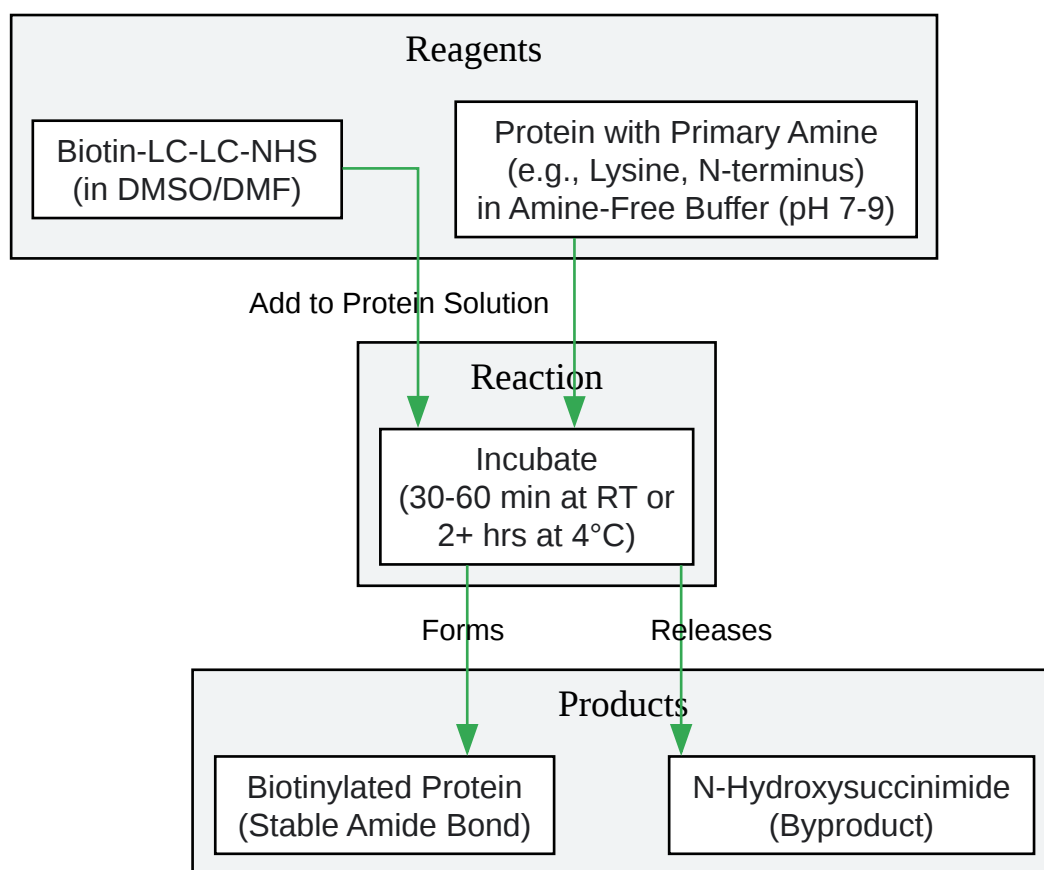 Reagents
Biotin-LC-LC-NHS
(in DMSO/DMF)
Protein with Primary Amine
(e.g., Lysine, N-terminus)
in Amine-Free Buffer (pH 7-9)
Add to Protein Solution
Reaction
Incubate
(30-60 min at RT or
2+ hrs at 4°C)
Forms
Releases
Products
Biotinylated Protein
(Stable Amide Bond)
N-Hydroxysuccinimide
(Byproduct)